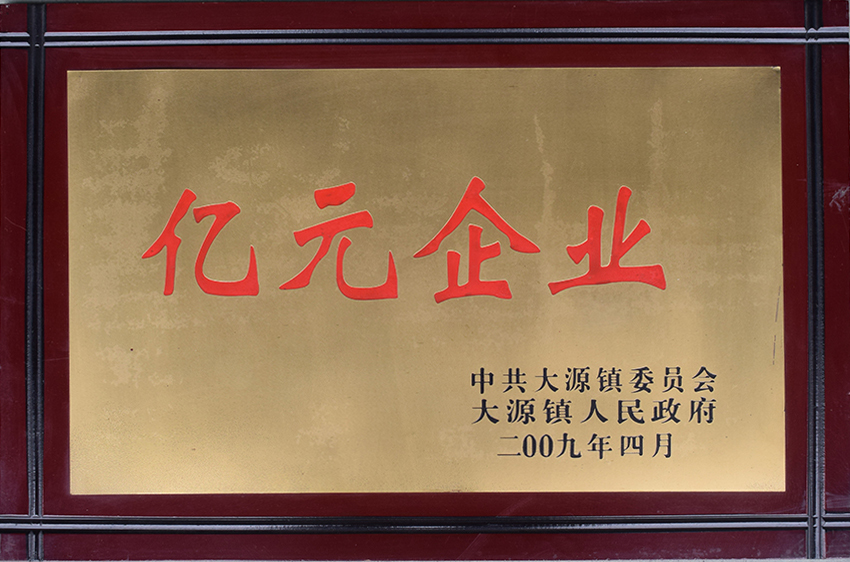 亿元企业
中共大源镇委员会
大源镇人民政府
二00九年四月